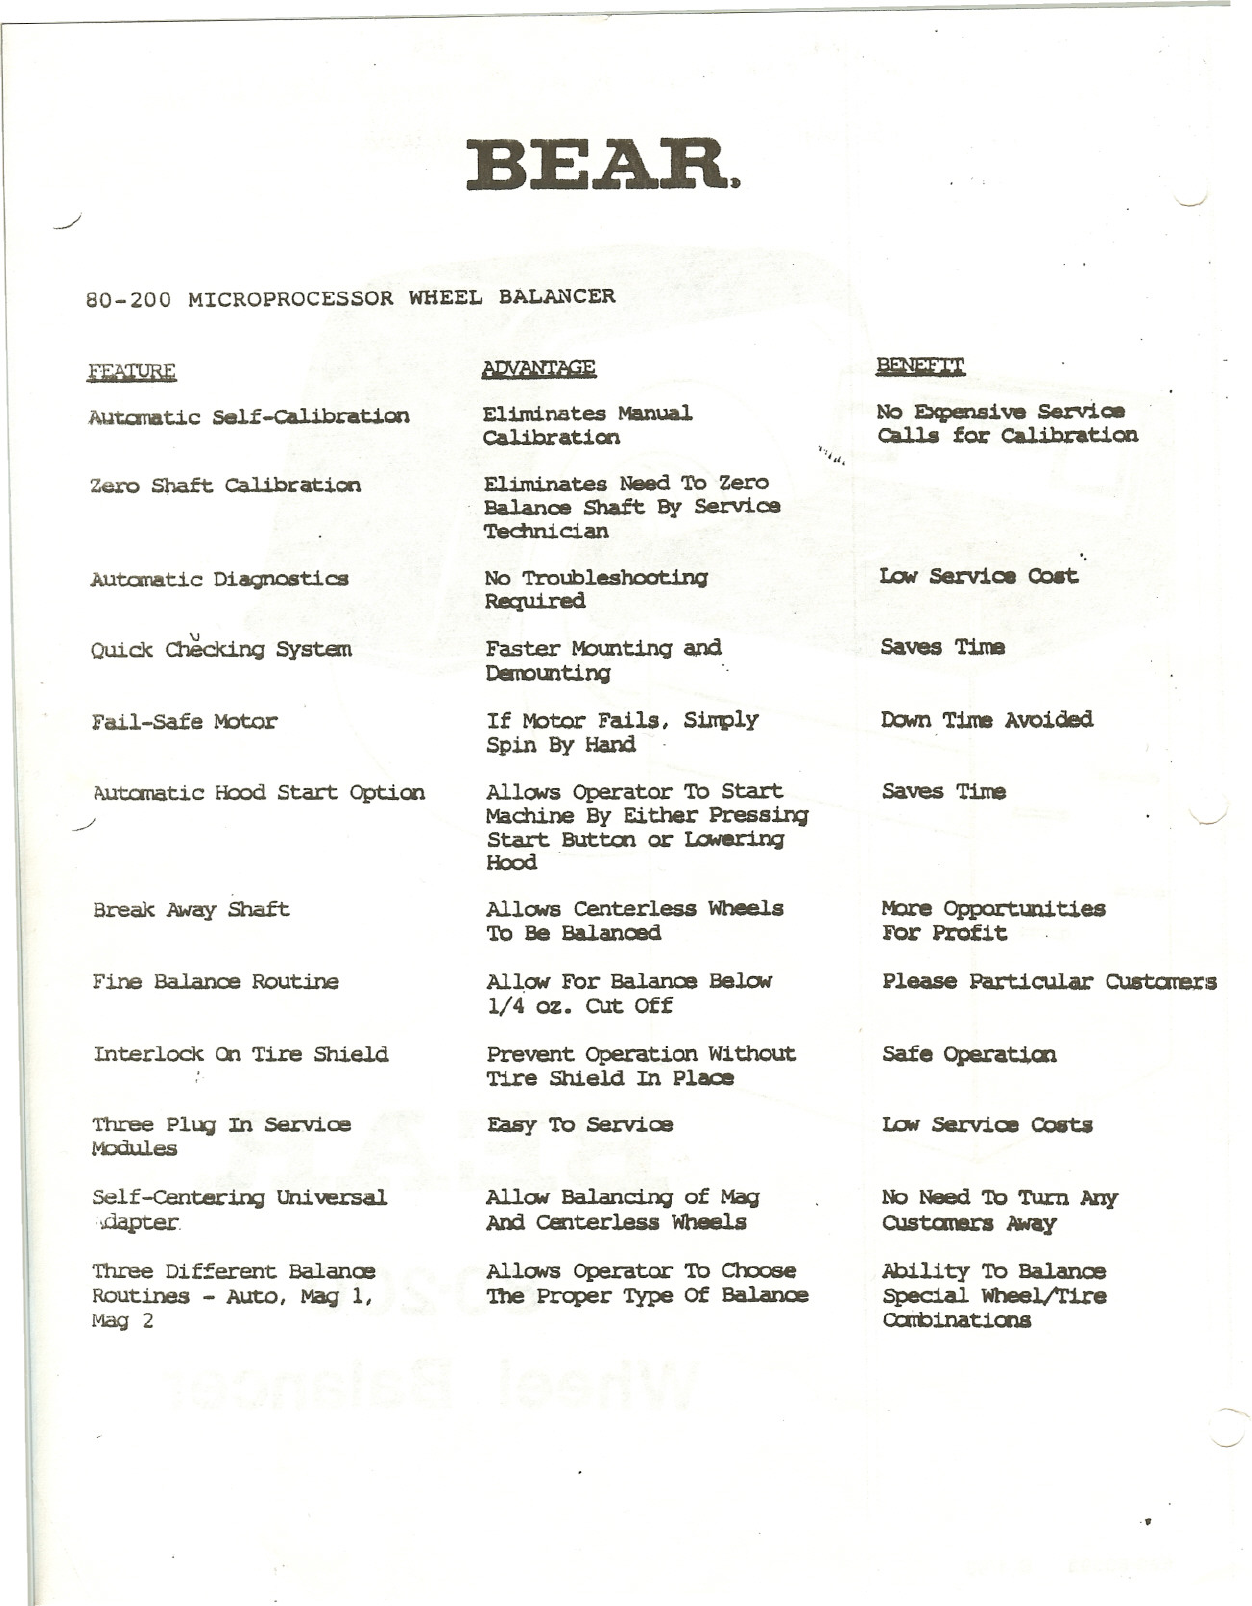 BEAR.
80-200 MICROPROCESSOR WHEEL BALANCER
FEATURE ADVANTAGE BENEFIT
Automatic Self-Calibration Eliminates Manual No Expensive Service
Calibration Calls for Calibration
Zero Shaft Calibration Eliminates Need To Zero
Balance Shaft By Service
Technician
Automatic Diagnostics No Troubleshooting Low Service Cost
Required
Quick Checking System Faster Mounting and Saves Time
Demounting
Fail-Safe Motor If Motor Fails, Simply Down Time Avoided
Spin By Hand
Automatic Hood Start Option Allows Operator To Start Saves Time
Machine By Either Pressing
Start Button or Lowering
Hood
Break Away Shaft Allows Centerless Wheels More Opportunities
To Be Balanced For Profit
Fine Balance Routine Allow For Balance Below Please Particular Customers
1/4 oz. Cut Off
Interlock On Tire Shield Prevent Operation Without Safe Operation
Tire Shield In Place
Three Plug In Service Easy To Service Low Service Costs
Modules
Self-Centering Universal Allow Balancing of Mag No Need To Turn Any
Adapter And Centerless Wheels Customers Away
Three Different Balance Allows Operator To Choose Ability To Balance
Routines - Auto, Mag 1, The Proper Type Of Balance Special Wheel/Tire
Mag 2 Combinations